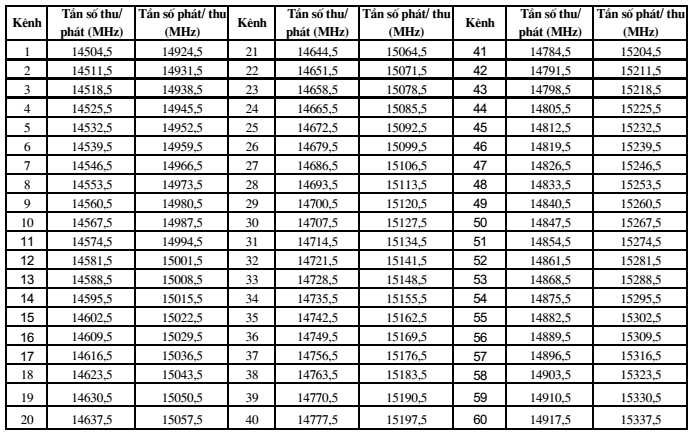 Kênh Tần số thu/ phát (MHz) Tần số phát/ thu (MHz) Kênh Tần số thu/ phát (MHz) Tần số phát/ thu (MHz) Kênh Tần số thu/ phát (MHz) Tần số phát/ thu (MHz)
1 14504,5 14924,5 21 14644,5 15064,5 41 14784,5 15204,5
2 14511,5 14931,5 22 14651,5 15071,5 42 14791,5 15211,5
3 14518,5 14938,5 23 14658,5 15078,5 43 14798,5 15218,5
4 14525,5 14945,5 24 14665,5 15085,5 44 14805,5 15225,5
5 14532,5 14952,5 25 14672,5 15092,5 45 14812,5 15232,5
6 14539,5 14959,5 26 14679,5 15099,5 46 14819,5 15239,5
7 14546,5 14966,5 27 14686,5 15106,5 47 14826,5 15246,5
8 14553,5 14973,5 28 14693,5 15113,5 48 14833,5 15253,5
9 14560,5 14980,5 29 14700,5 15120,5 49 14840,5 15260,5
10 14567,5 14987,5 30 14707,5 15127,5 50 14847,5 15267,5
11 14574,5 14994,5 31 14714,5 15134,5 51 14854,5 15274,5
12 14581,5 15001,5 32 14721,5 15141,5 52 14861,5 15281,5
13 14588,5 15008,5 33 14728,5 15148,5 53 14868,5 15288,5
14 14595,5 15015,5 34 14735,5 15155,5 54 14875,5 15295,5
15 14602,5 15022,5 35 14742,5 15162,5 55 14882,5 15302,5
16 14609,5 15029,5 36 14749,5 15169,5 56 14889,5 15309,5
17 14616,5 15036,5 37 14756,5 15176,5 57 14896,5 15316,5
18 14623,5 15043,5 38 14763,5 15183,5 58 14903,5 15323,5
19 14630,5 15050,5 39 14770,5 15190,5 59 14910,5 15330,5
20 14637,5 15057,5 40 14777,5 15197,5 60 14917,5 15337,5